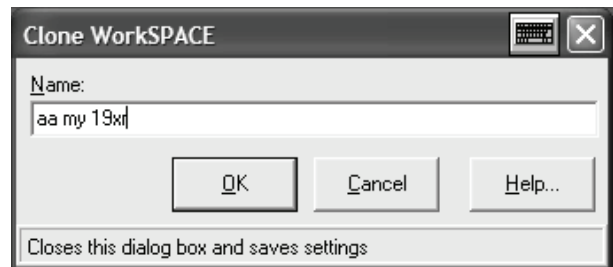 Clone WorkSPACE
Name:
aa my 19xr
OK Cancel Help...
Closes this dialog box and saves settings